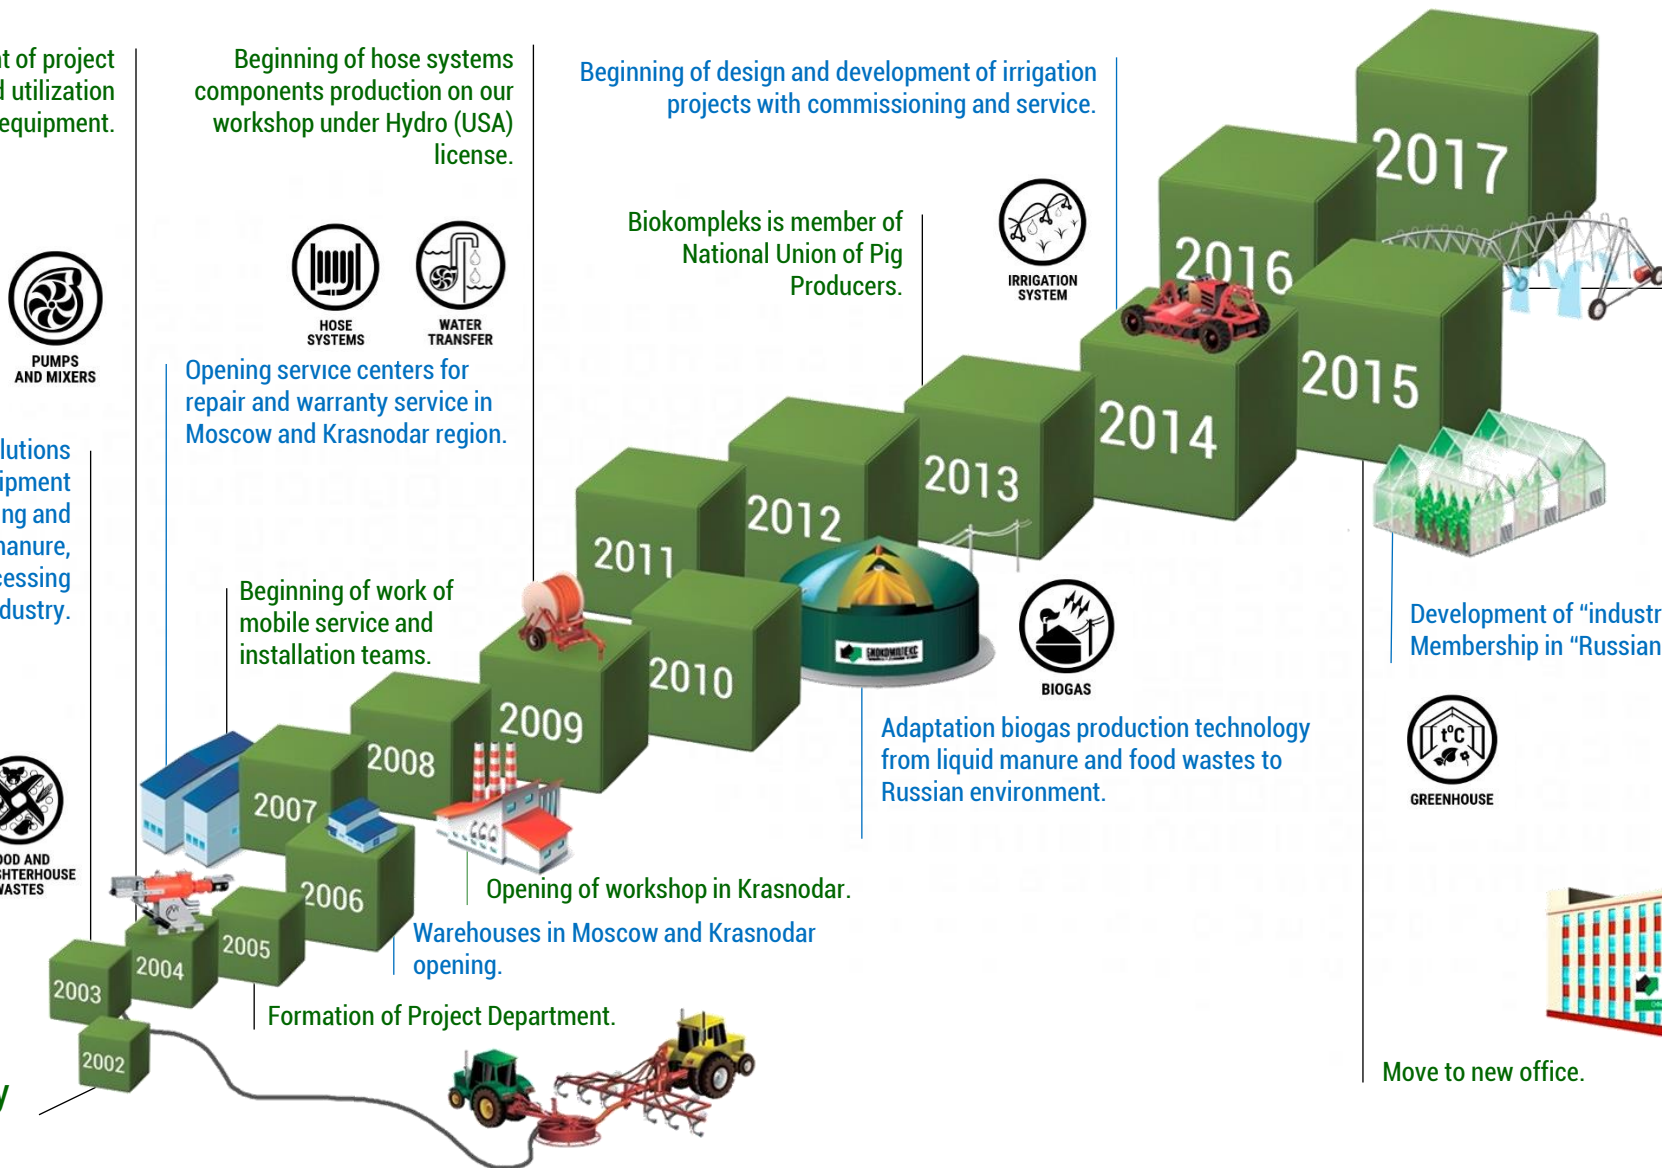 t of project
d utilization
equipment.
Beginning of hose systems
components production on our
workshop under Hydro (USA)
license.
Beginning of design and development of irrigation
projects with commissioning and service.
2017
Biokompleks is member of
National Union of Pig
Producers.
IRRIGATION
SYSTEM
2016
HOSE
SYSTEMS
WATER
TRANSFER
PUMPS
AND MIXERS
Opening service centers for
repair and warranty service in
Moscow and Krasnodar region.
2015
2014
lutions
ipment
ing and
manure,
cessing
dustry.
2013
2012
2011
Beginning of work of
mobile service and
installation teams.
2010
БИОКОМПЛЕКС
BIOGAS
Development of “industr
Membership in “Russian
2009
2008
2007
Adaptation biogas production technology
from liquid manure and food wastes to
Russian environment.
t°C
GREENHOUSE
OOD AND
GHTERHOUSE
WASTES
2006
Opening of workshop in Krasnodar.
Warehouses in Moscow and Krasnodar
opening.
2005
2004
2003
Formation of Project Department.
2002
y
Move to new office.